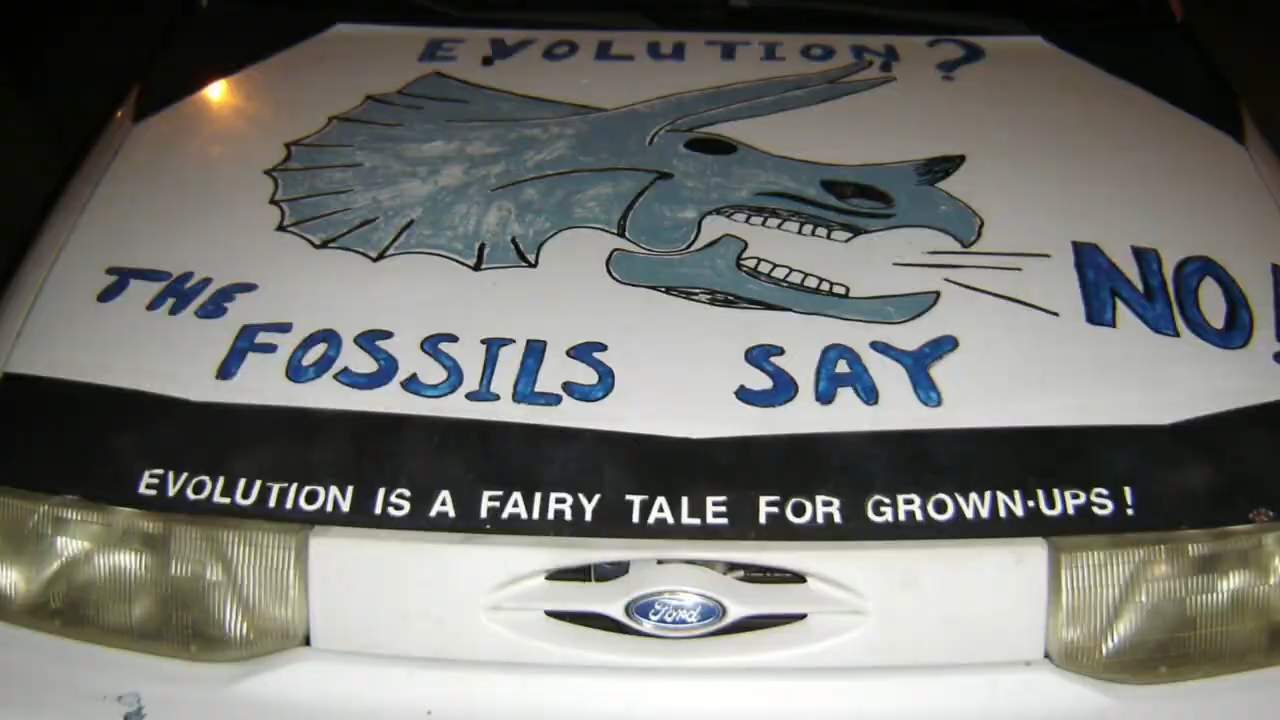 EVOLUTION?
THE
FOSSILS SAY
NO!
EVOLUTION IS A FAIRY TALE FOR GROWN-UPS!
Ford